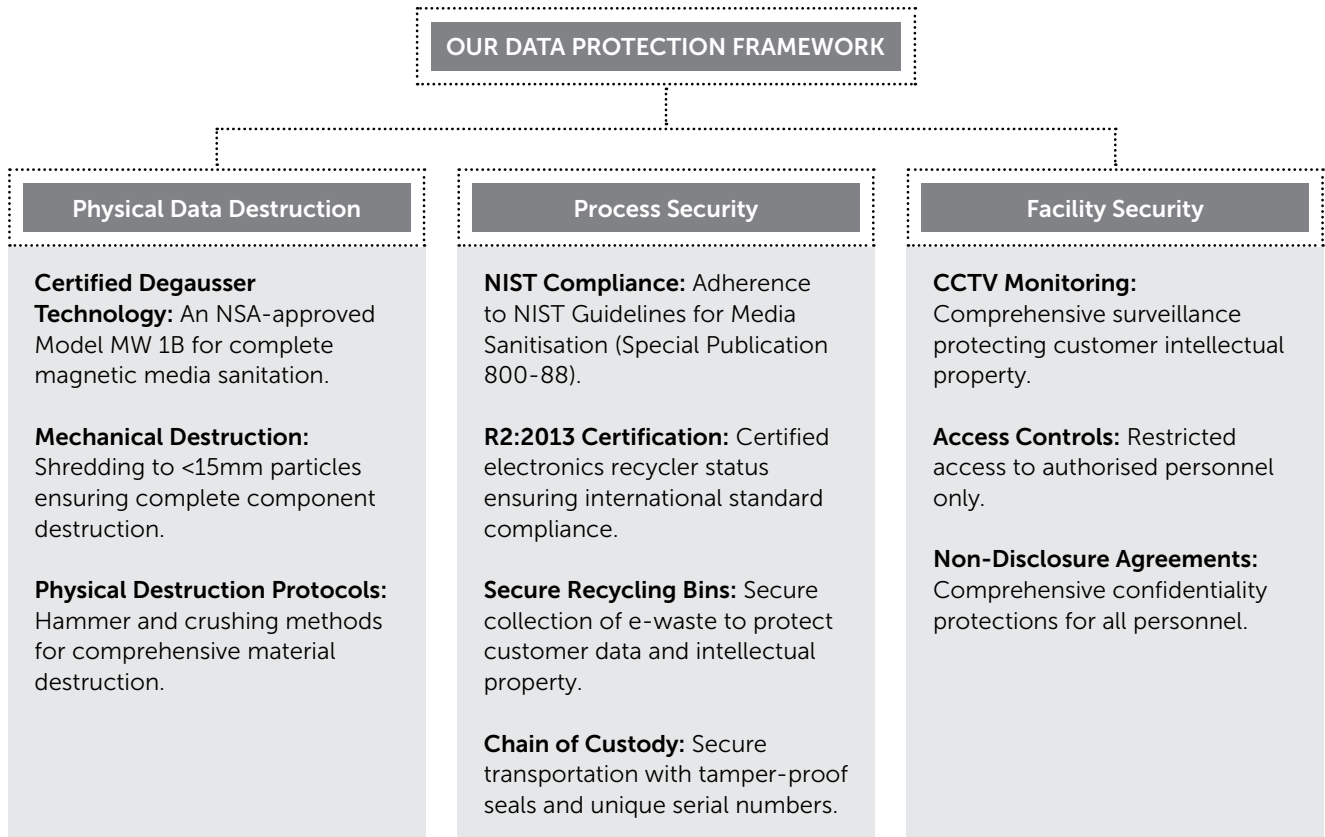 OUR DATA PROTECTION FRAMEWORK
Physical Data Destruction
Certified Degausser
Technology: An NSA-approved
Model MW 1B for complete
magnetic media sanitation.
Mechanical Destruction:
Shredding to <15mm particles
ensuring complete component
destruction.
Physical Destruction Protocols:
Hammer and crushing methods
for comprehensive material
destruction.
Process Security
NIST Compliance: Adherence
to NIST Guidelines for Media
Sanitisation (Special Publication
800-88).
R2:2013 Certification: Certified
electronics recycler status
ensuring international standard
compliance.
Secure Recycling Bins: Secure
collection of e-waste to protect
customer data and intellectual
property.
Chain of Custody: Secure
transportation with tamper-proof
seals and unique serial numbers.
Facility Security
CCTV Monitoring:
Comprehensive surveillance
protecting customer intellectual
property.
Access Controls: Restricted
access to authorised personnel
only.
Non-Disclosure Agreements:
Comprehensive confidentiality
protections for all personnel.